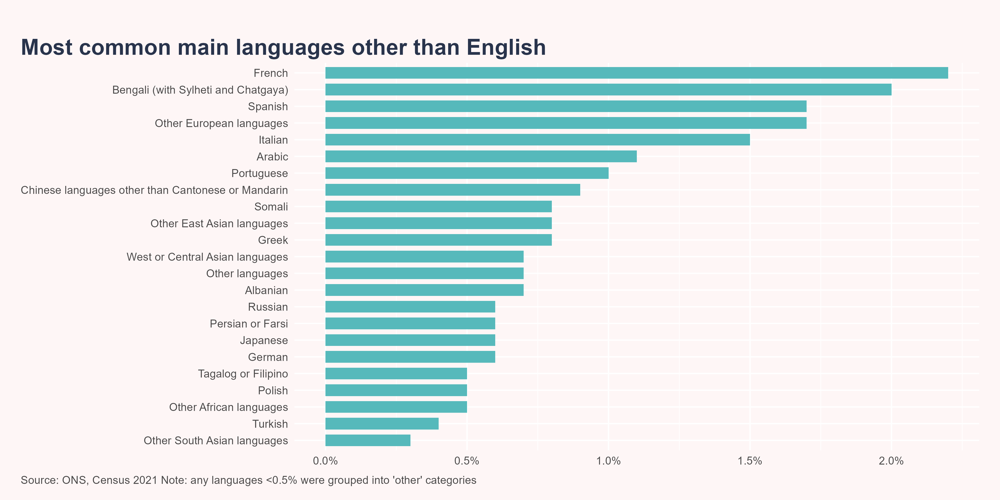 Most common main languages other than English
French
Bengali (with Sylheti and Chatgaya)
Spanish
Other European languages
Italian
Arabic
Portuguese
Chinese languages other than Cantonese or Mandarin
Somali
Other East Asian languages
Greek
West or Central Asian languages
Other languages
Albanian
Russian
Persian or Farsi
Japanese
German
Tagalog or Filipino
Polish
Other African languages
Turkish
Other South Asian languages
0.0% 0.5% 1.0% 1.5% 2.0%
Source: ONS, Census 2021 Note: any languages <0.5% were grouped into 'other' categories